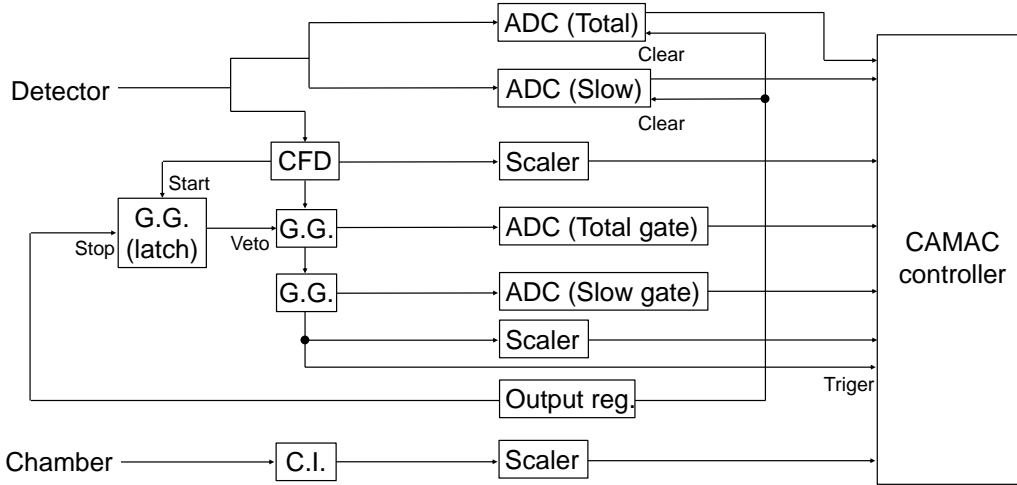 ADC (Total)
Clear
Detector
ADC (Slow)
Clear
CFD
Scaler
Start
G.G.
(latch)
Stop
Veto
G.G.
ADC (Total gate)
CAMAC
controller
G.G.
ADC (Slow gate)
Scaler
Triger
Output reg.
Chamber
C.I.
Scaler